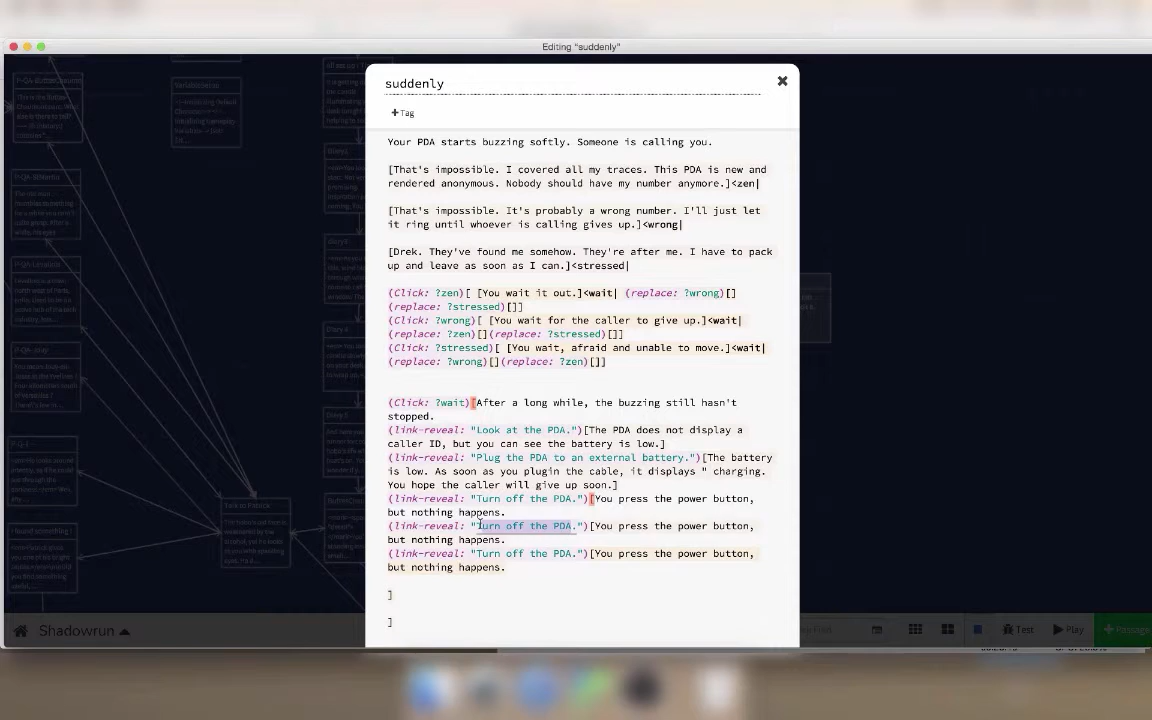 Editing "suddenly"
suddenly
+Tag
Your PDA starts buzzing softly. Someone is calling you.
[That's impossible. I covered all my traces. This PDA is new and
rendered anonymous. Nobody should have my number anymore.]<zen|
[That's impossible. It's probably a wrong number. I'll just let
it ring until whoever is calling gives up.]<wrong|
[Drek. They've found me somehow. They're after me. I have to pack
up and leave as soon as I can.]<stressed|
(Click: ?zen)[ [You wait it out.]<wait| (replace: ?wrong)[]
(replace: ?stressed)[]]
(Click: ?wrong)[ [You wait for the caller to give up.]<wait|
(replace: ?zen)[](replace: ?stressed)[]]
(Click: ?stressed)[ [You wait, afraid and unable to move.]<wait|
(replace: ?wrong)[](replace: ?zen)[]]
(Click: ?wait)[After a long while, the buzzing still hasn't
stopped.
(link-reveal: "Look at the PDA.")[The PDA does not display a
caller ID, but you can see the battery is low.]
(link-reveal: "Plug the PDA to an external battery.")[The battery
is low. As soon as you plugin the cable, it displays " charging.
You hope the caller will give up soon.]
(link-reveal: "Turn off the PDA.")[You press the power button,
but nothing happens.
(link-reveal: "Turn off the PDA.")[You press the power button,
but nothing happens.
(link-reveal: "Turn off the PDA.")[You press the power button,
but nothing happens.
]
]
Talk to Patrick
Shadowrun
Test
Play
+Passage